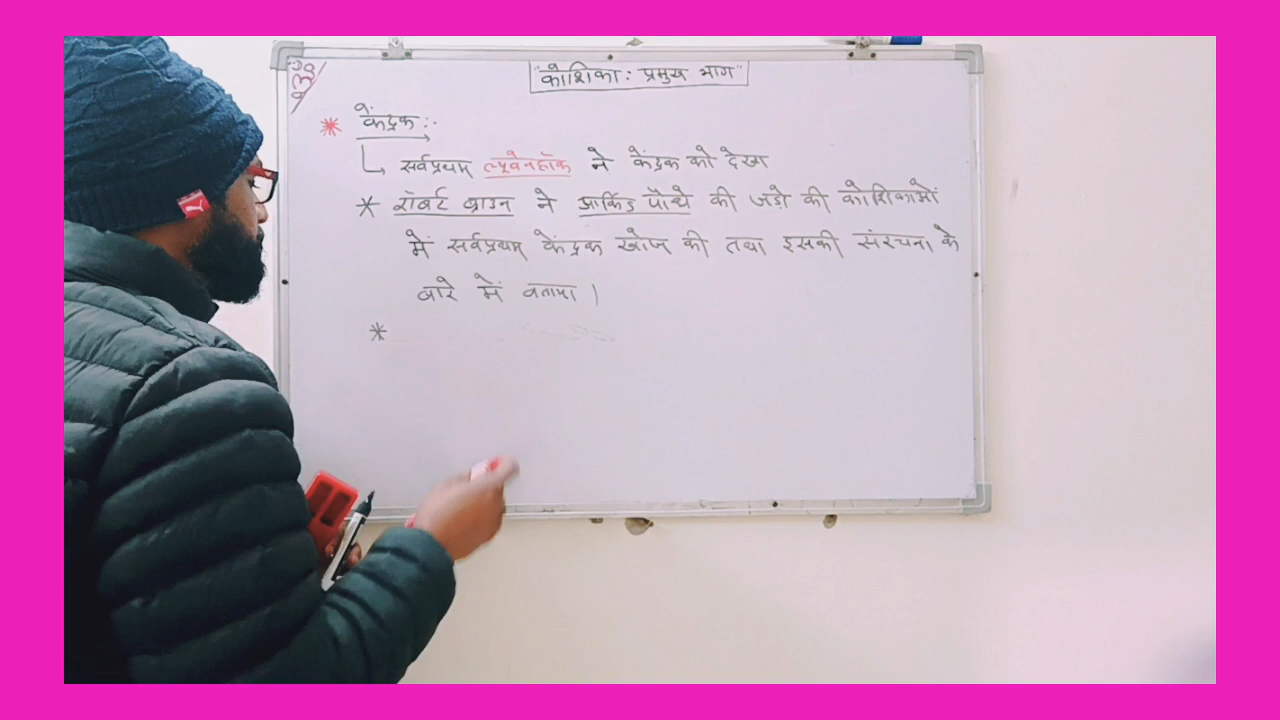 "कोशिका: प्रमुख भाग"
* केंद्रक:-
सर्वप्रथम ल्यूवेनहॉक ने केंद्रक को देखा
* रॉबर्ट ब्राउन ने आर्किड पौधे की जड़ो की कोशिकाओं
में सर्वप्रथम केंद्रक खोज की तथा इसकी संरचना के
बारे में बताया।
*